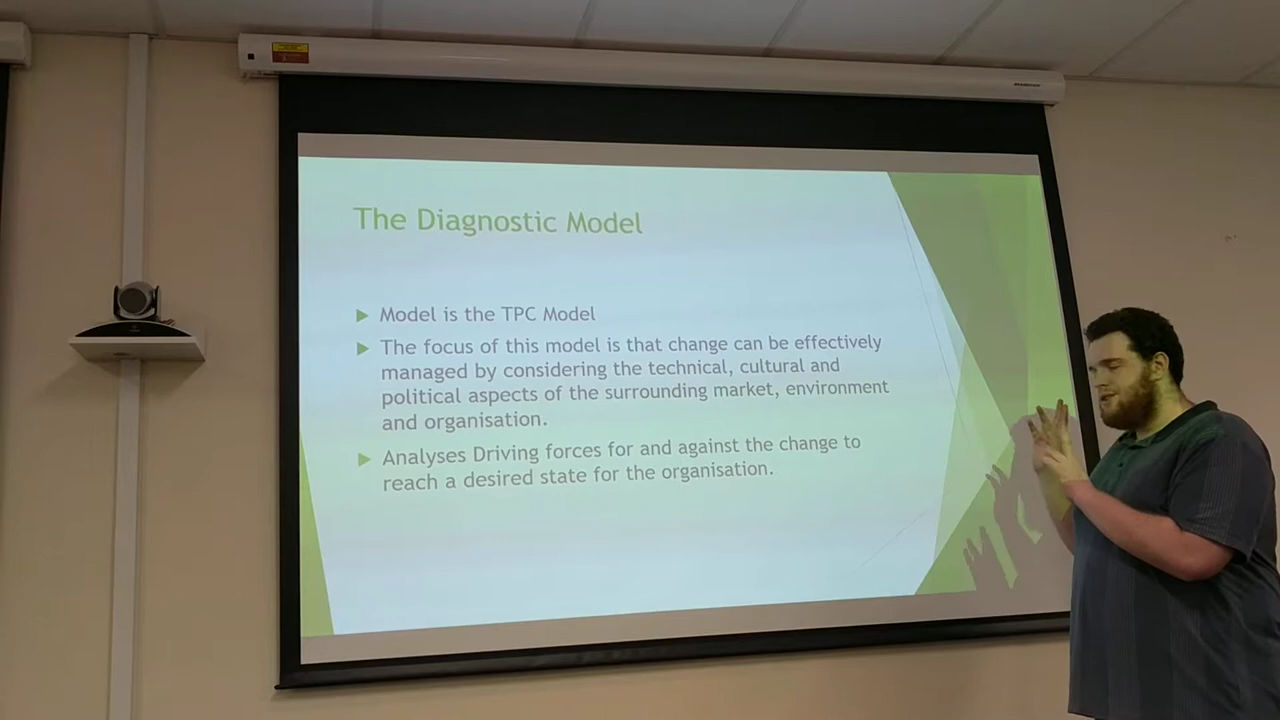 The Diagnostic Model
Model is the TPC Model
The focus of this model is that change can be effectively
managed by considering the technical, cultural and
political aspects of the surrounding market, environment
and organisation.
Analyses Driving forces for and against the change to
reach a desired state for the organisation.